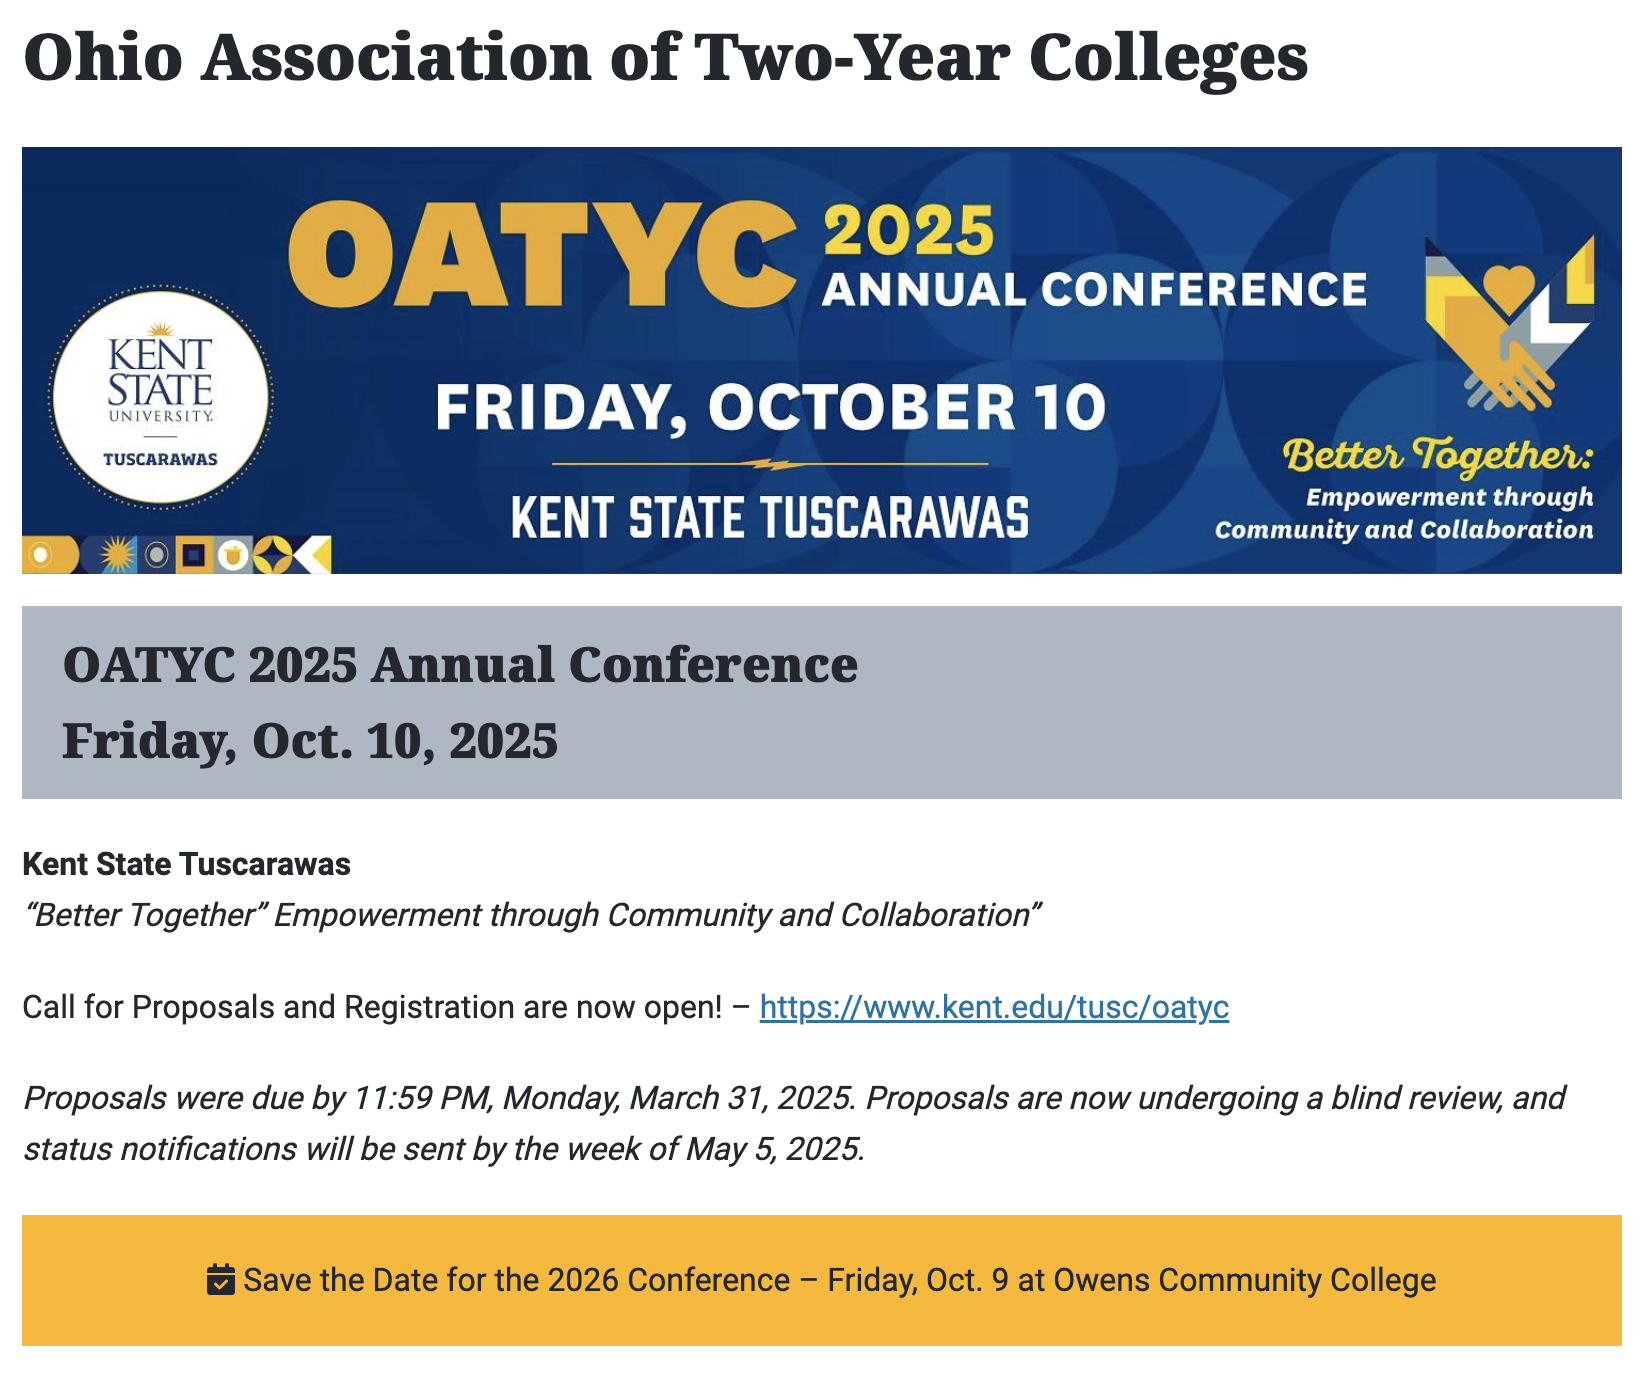 Ohio Association of Two-Year Colleges
OATYC 2025
ANNUAL CONFERENCE
KENT
STATE
UNIVERSITY.
TUSCARAWAS
FRIDAY, OCTOBER 10
KENT STATE TUSCARAWAS
Better Together:
Empowerment through
Community and Collaboration
OATYC 2025 Annual Conference
Friday, Oct. 10, 2025
Kent State Tuscarawas
“Better Together” Empowerment through Community and Collaboration”
Call for Proposals and Registration are now open! – https://www.kent.edu/tusc/oatyc
Proposals were due by 11:59 PM, Monday, March 31, 2025. Proposals are now undergoing a blind review, and
status notifications will be sent by the week of May 5, 2025.
Save the Date for the 2026 Conference – Friday, Oct. 9 at Owens Community College